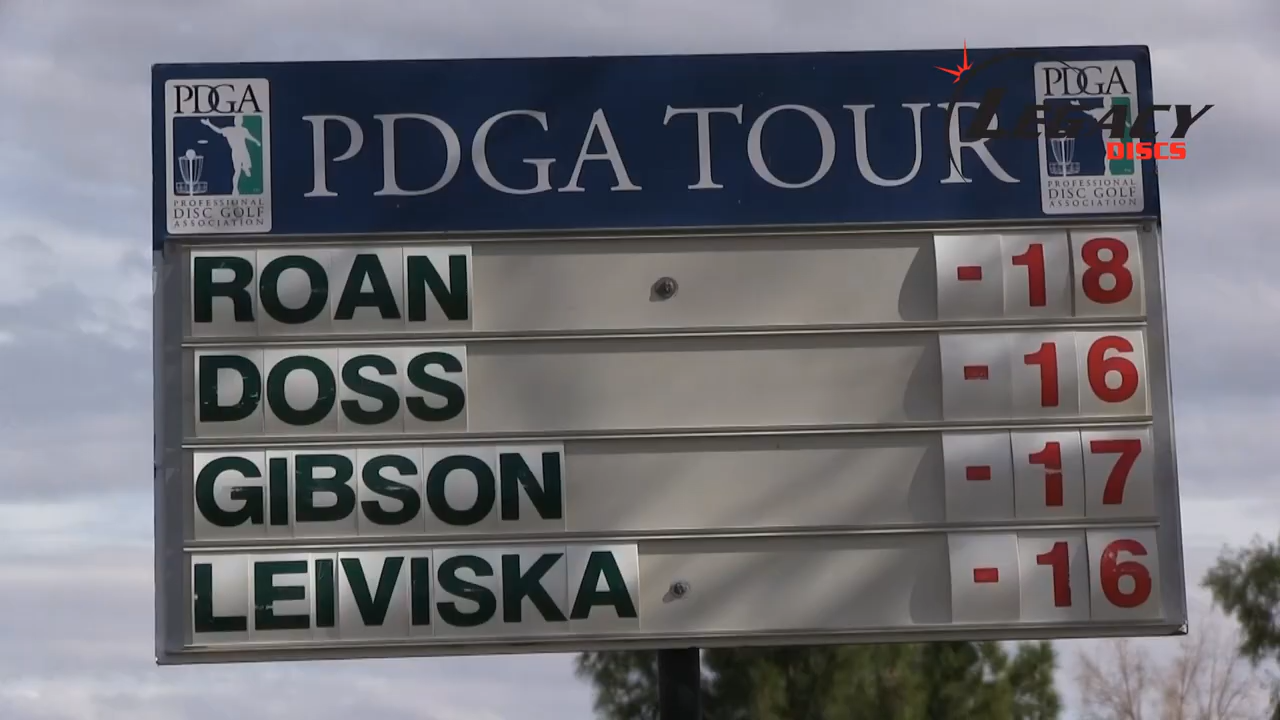 PDGA
PROFESSIONAL
DISC GOLF
ASSOCIATION
PDGA TOUR
PDGA
PROFESSIONAL
DISC GOLF
ASSOCIATION
LEGACY
DISCS
ROAN -18
DOSS -16
GIBSON -17
LEIVISKA -16